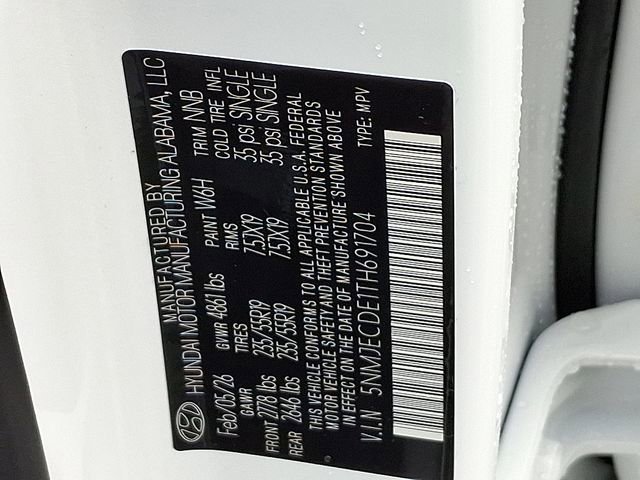 MANUFACTURED BY
HYUNDAI MOTOR MANUFACTURING ALABAMA, LLC
Feb/05/26 GVWR 4861 lbs PAINT W6H TRIM NNB
GAWR TIRES RIMS COLD TIRE INFL
FRONT 2778 lbs 235/55R19 7.5JX19 35 psi SINGLE
REAR 2646 lbs 235/55R19 7.5JX19 35 psi SINGLE
THIS VEHICLE CONFORMS TO ALL APPLICABLE U.S.A. FEDERAL
MOTOR VEHICLE SAFETY AND THEFT PREVENTION STANDARDS
IN EFFECT ON THE DATE OF MANUFACTURE SHOWN ABOVE
V.I.N 5NMJECDE1TH691704 TYPE: MPV